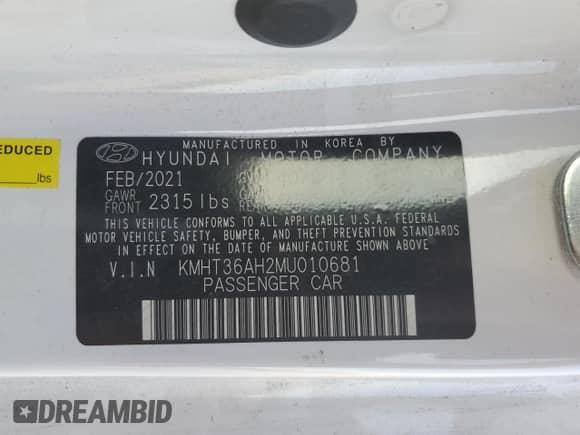 EDUCED
lbs
MANUFACTURED IN KOREA BY
HYUNDAI MOTOR COMPANY
FEB/2021
GAWR FRONT 2315 lbs
THIS VEHICLE CONFORMS TO ALL APPLICABLE U.S.A. FEDERAL
MOTOR VEHICLE SAFETY, BUMPER, AND THEFT PREVENTION STANDARDS
IN EFFECT ON THE DATE OF MANUFACTURE SHOWN ABOVE.
V.I.N KMHT36AH2MU010681
PASSENGER CAR
DREAMBID